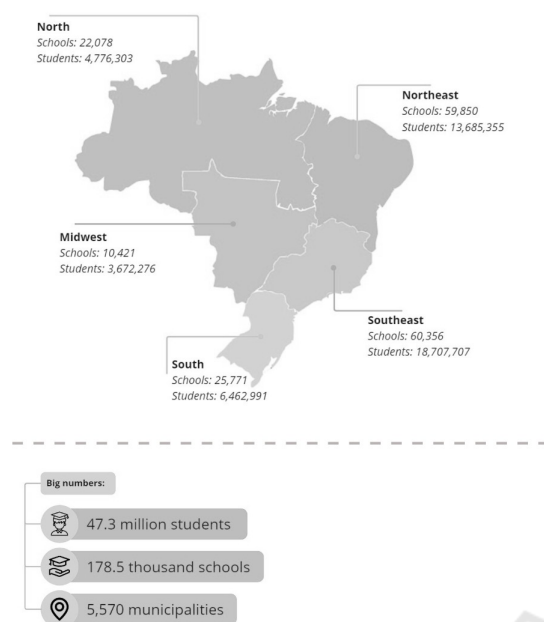 North
Schools: 22,078
Students: 4,776,303
Northeast
Schools: 59,850
Students: 13,685,355
Midwest
Schools: 10,421
Students: 3,672,276
Southeast
Schools: 60,356
Students: 18,707,707
South
Schools: 25,771
Students: 6,462,991
Big numbers:
47.3 million students
178.5 thousand schools
5,570 municipalities